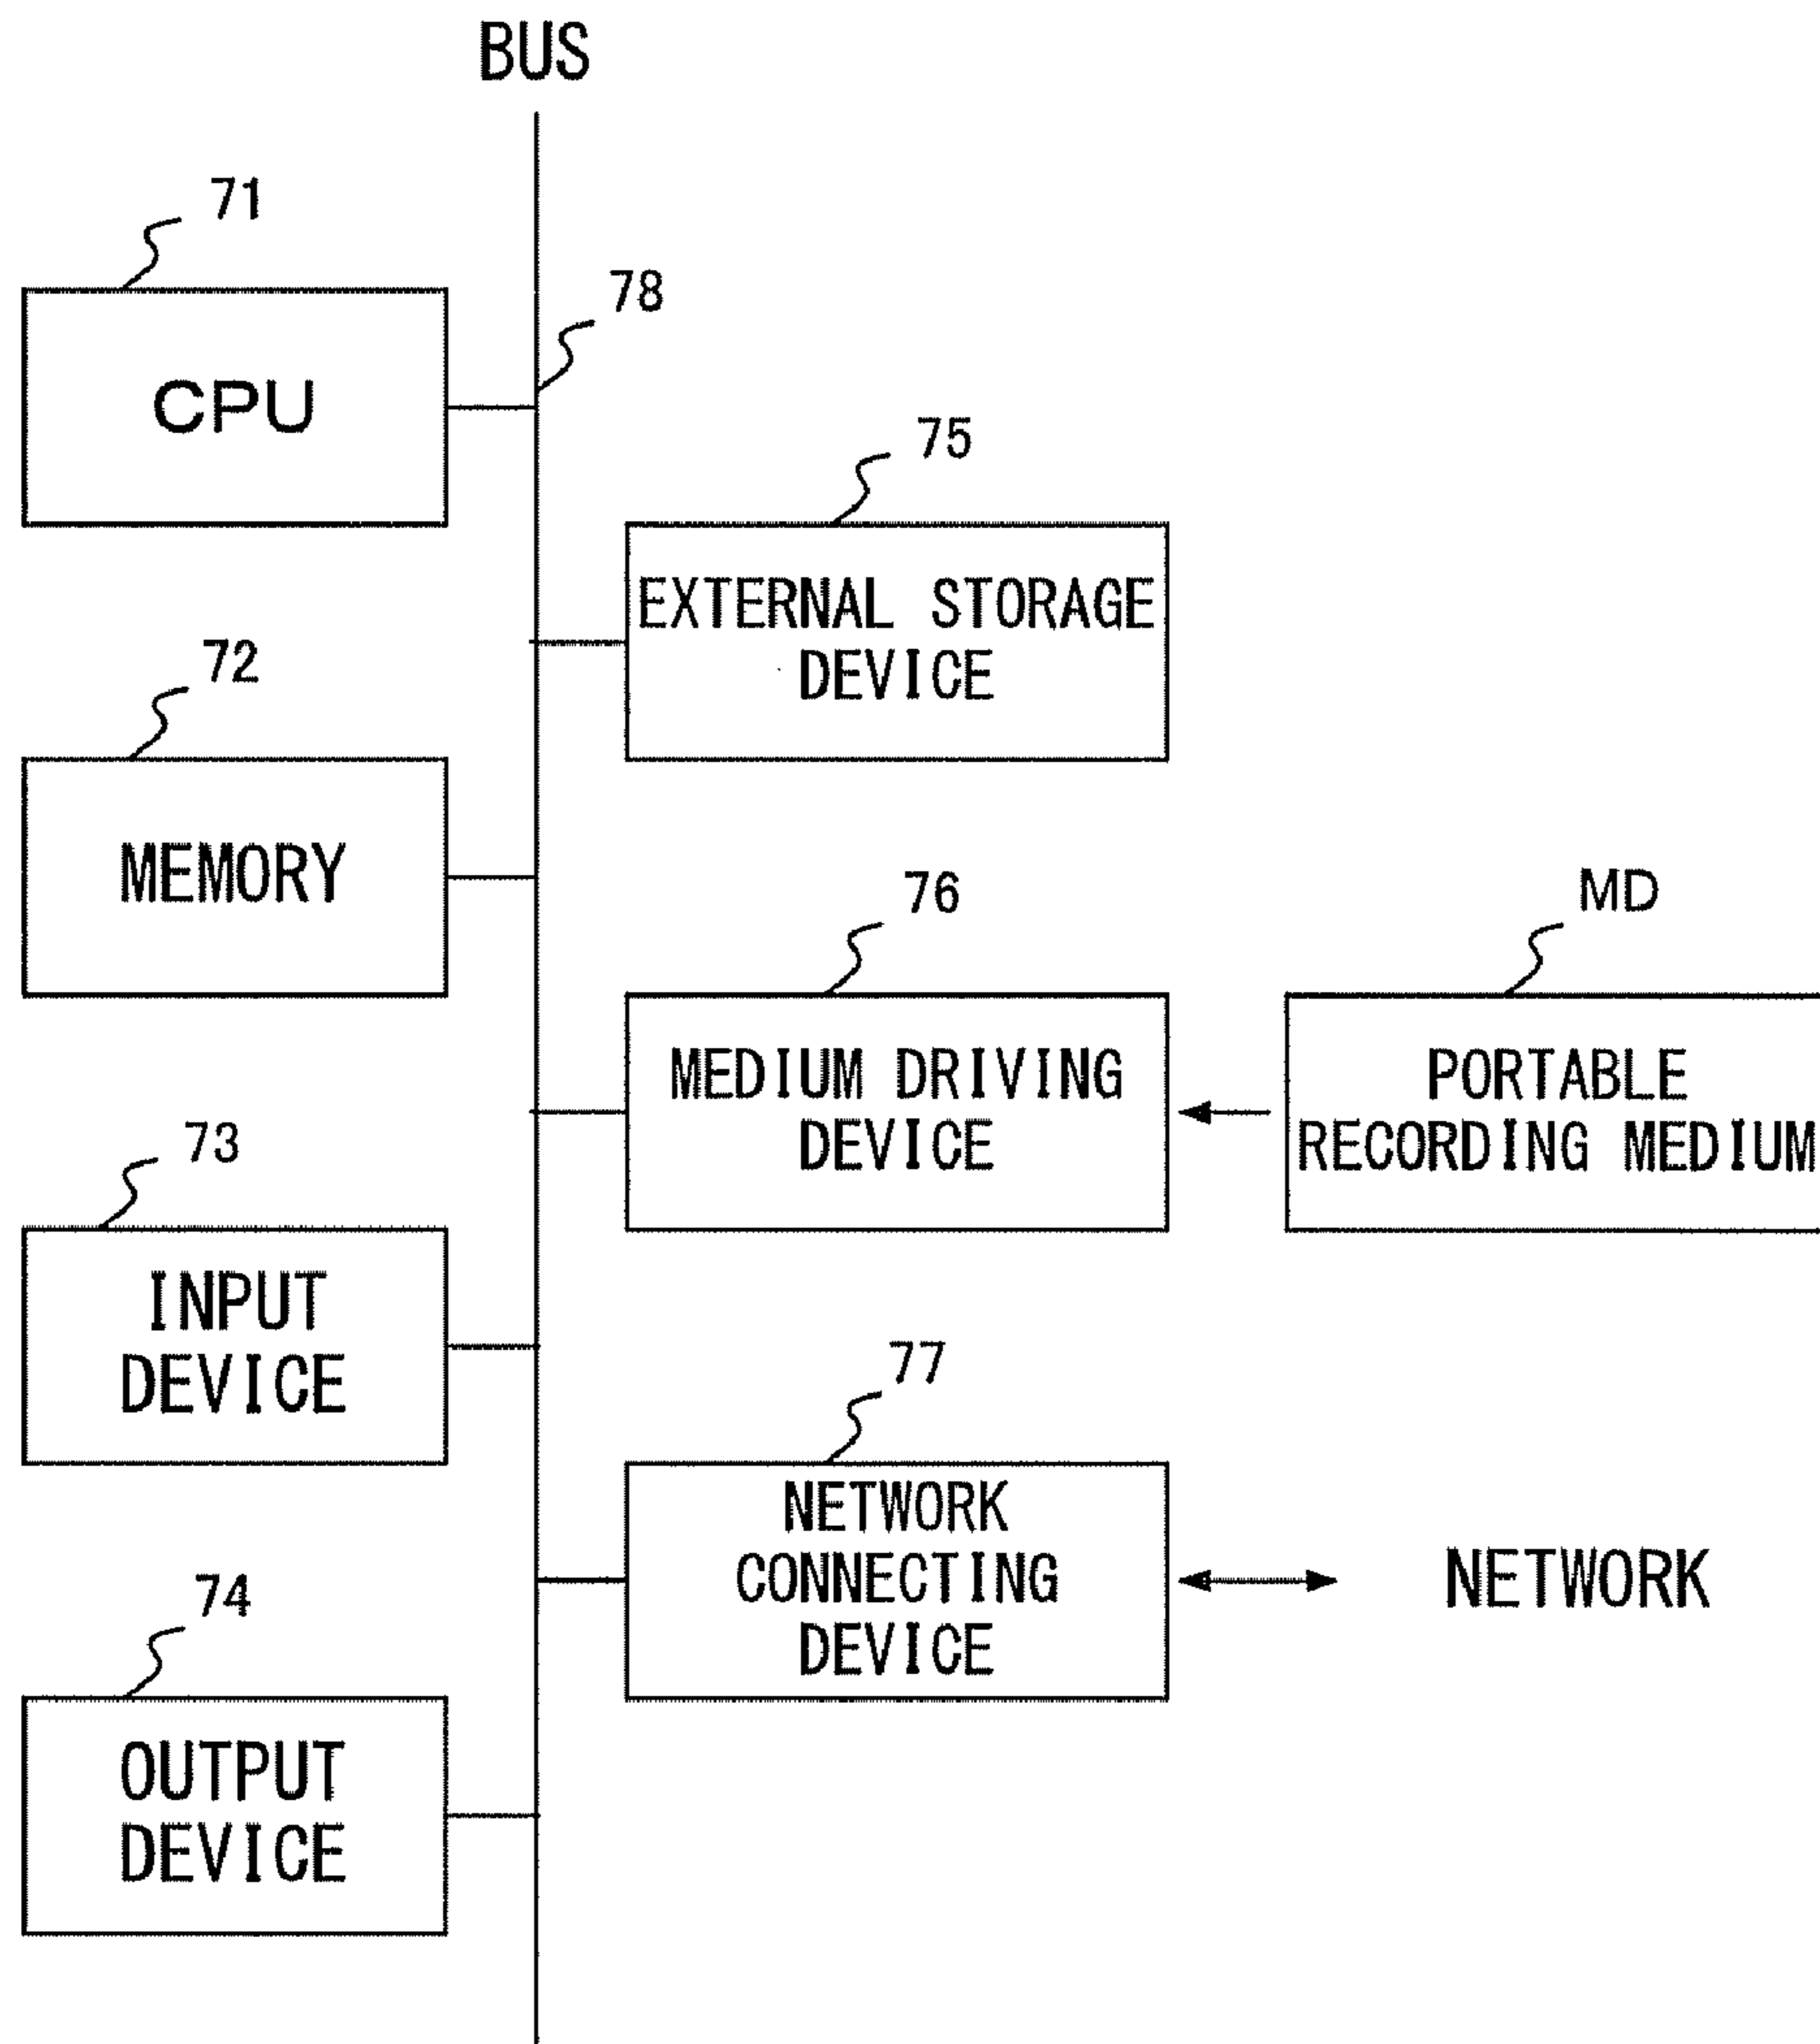 BUS
71
CPU
78
75
EXTERNAL STORAGE
DEVICE
72
MEMORY
76
MEDIUM DRIVING
DEVICE
MD
PORTABLE
RECORDING MEDIUM
73
INPUT
DEVICE
77
NETWORK
CONNECTING
DEVICE
NETWORK
74
OUTPUT
DEVICE